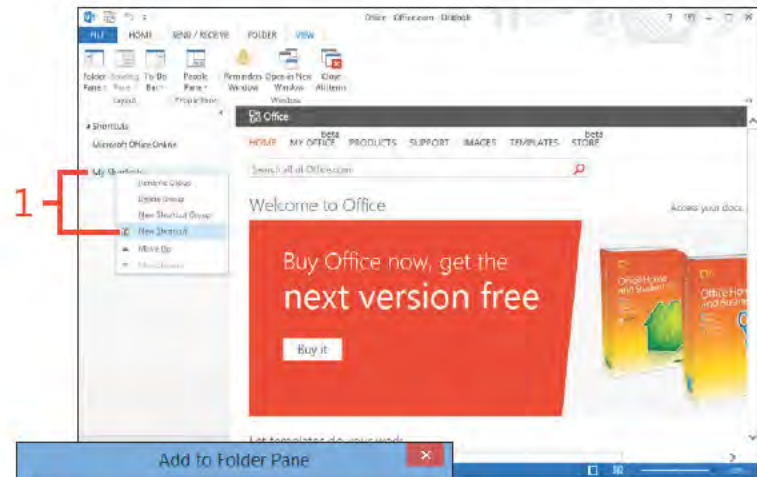 Office - Office.com - Outlook
FILE HOME SEND / RECEIVE FOLDER VIEW
Folder Pane Reading Pane To-Do Bar People Pane Reminders Window Open in New Window Close All Items
Layout People Pane Window
Office
Shortcuts
Microsoft Office Online
HOME MY OFFICE beta PRODUCTS SUPPORT IMAGES TEMPLATES STORE beta
My Shortcuts
Search all of Office.com
1
Rename Group
Delete Group
New Shortcut Group
New Shortcut
Move Up
Welcome to Office
Access your docs
Buy Office now, get the
next version free
Buy it
Office Home
and Student
Office Home
and Business
Let templates do your work
Add to Folder Pane